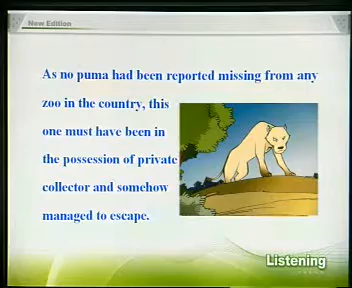 New Edition
As no puma had been reported missing from any
zoo in the country, this
one must have been in
the possession of private
collector and somehow
managed to escape.
Listening